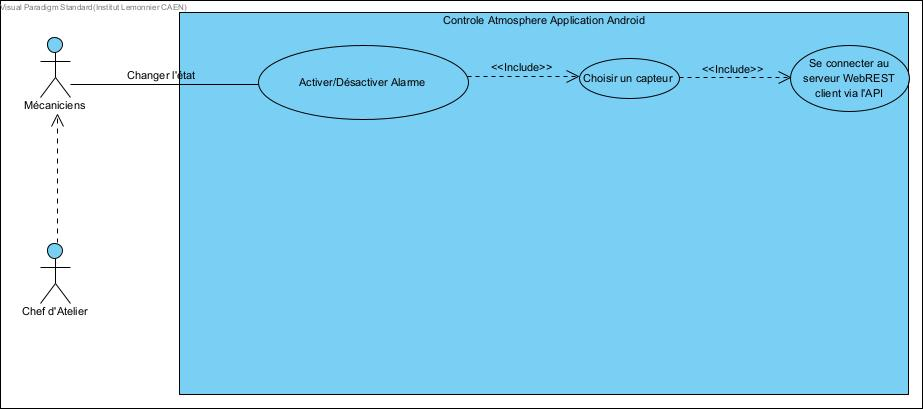 Visual Paradigm Standard(Institut Lemonnier CAEN)
Controle Atmosphere Application Android
Changer l'état
Mécaniciens
Activer/Désactiver Alarme
<<Include>>
Choisir un capteur
<<Include>>
Se connecter au
serveur WebREST
client via l'API
Chef d'Atelier